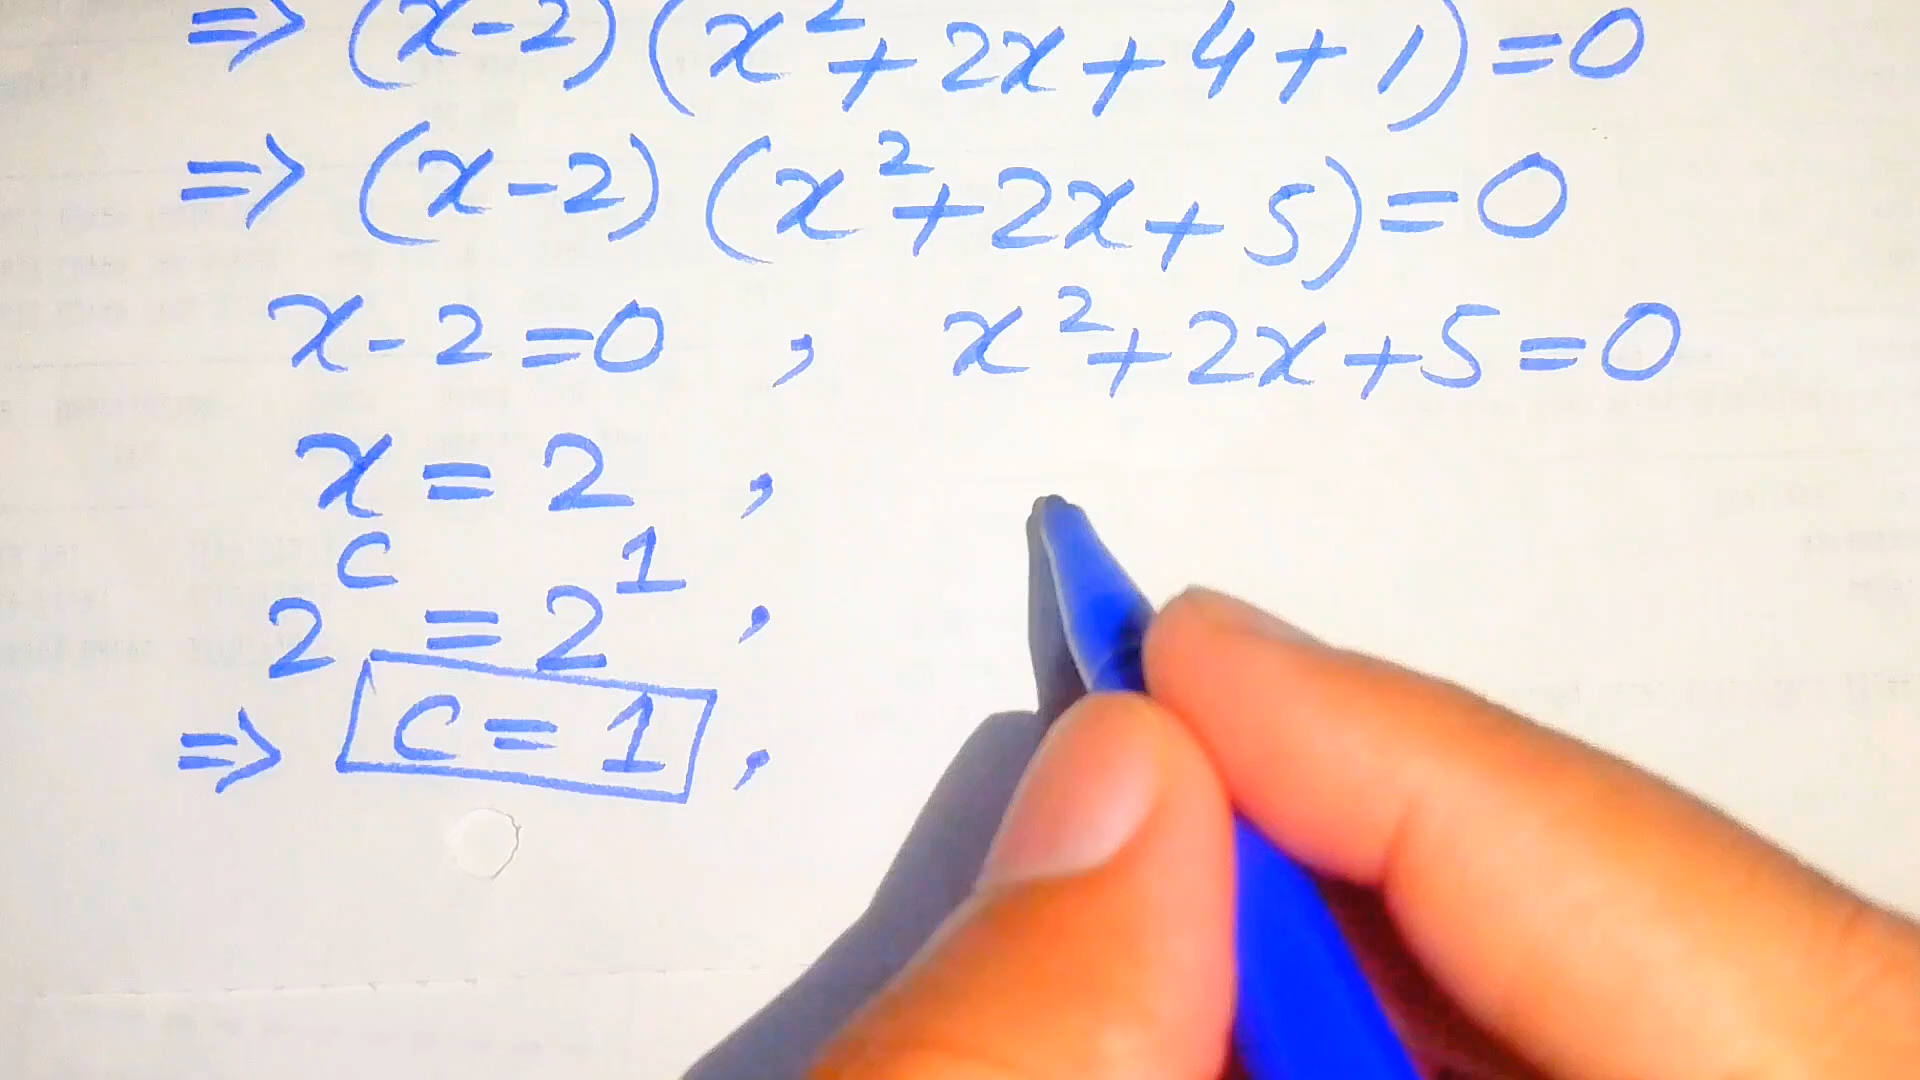 => (x-2)(x²+2x+4+1)=0
=> (x-2)(x²+2x+5)=0
x-2=0 , x²+2x+5=0
x = 2 ,
2^c = 2^1 ,
=> c = 1 ,